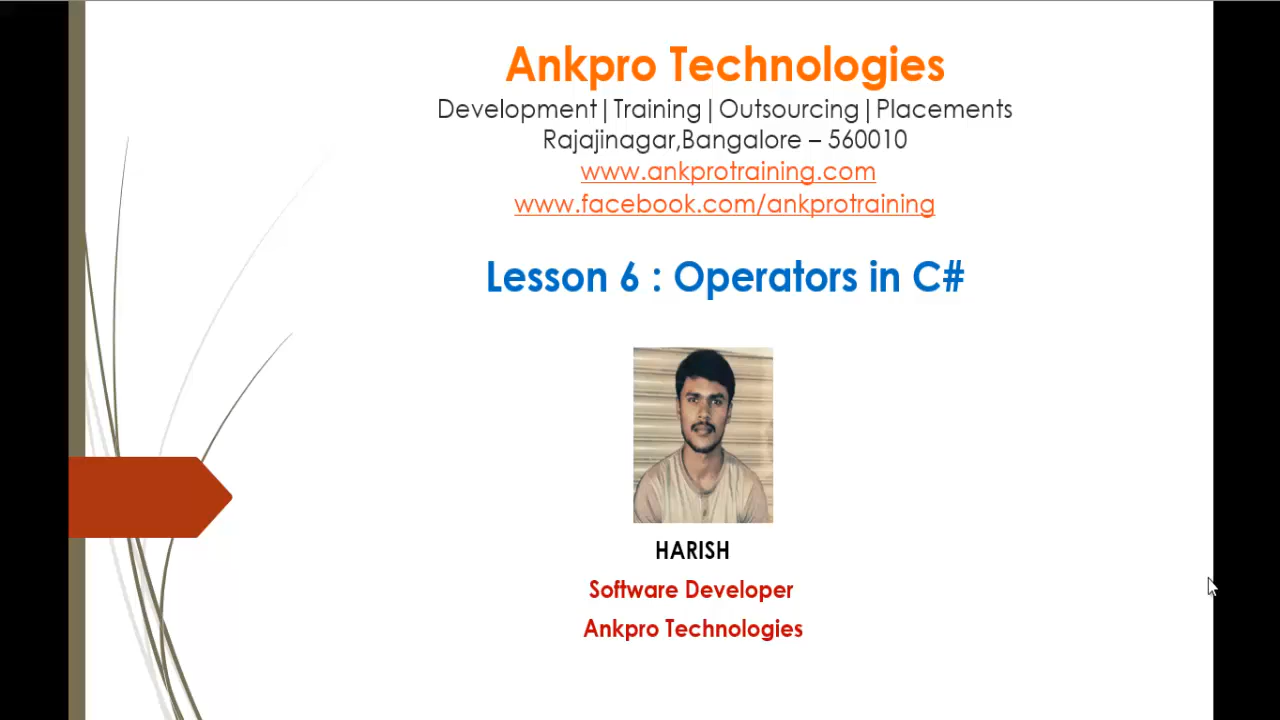 Ankpro Technologies
Development|Training|Outsourcing|Placements
Rajajinagar,Bangalore – 560010
www.ankprotraining.com
www.facebook.com/ankprotraining
Lesson 6 : Operators in C#
HARISH
Software Developer
Ankpro Technologies